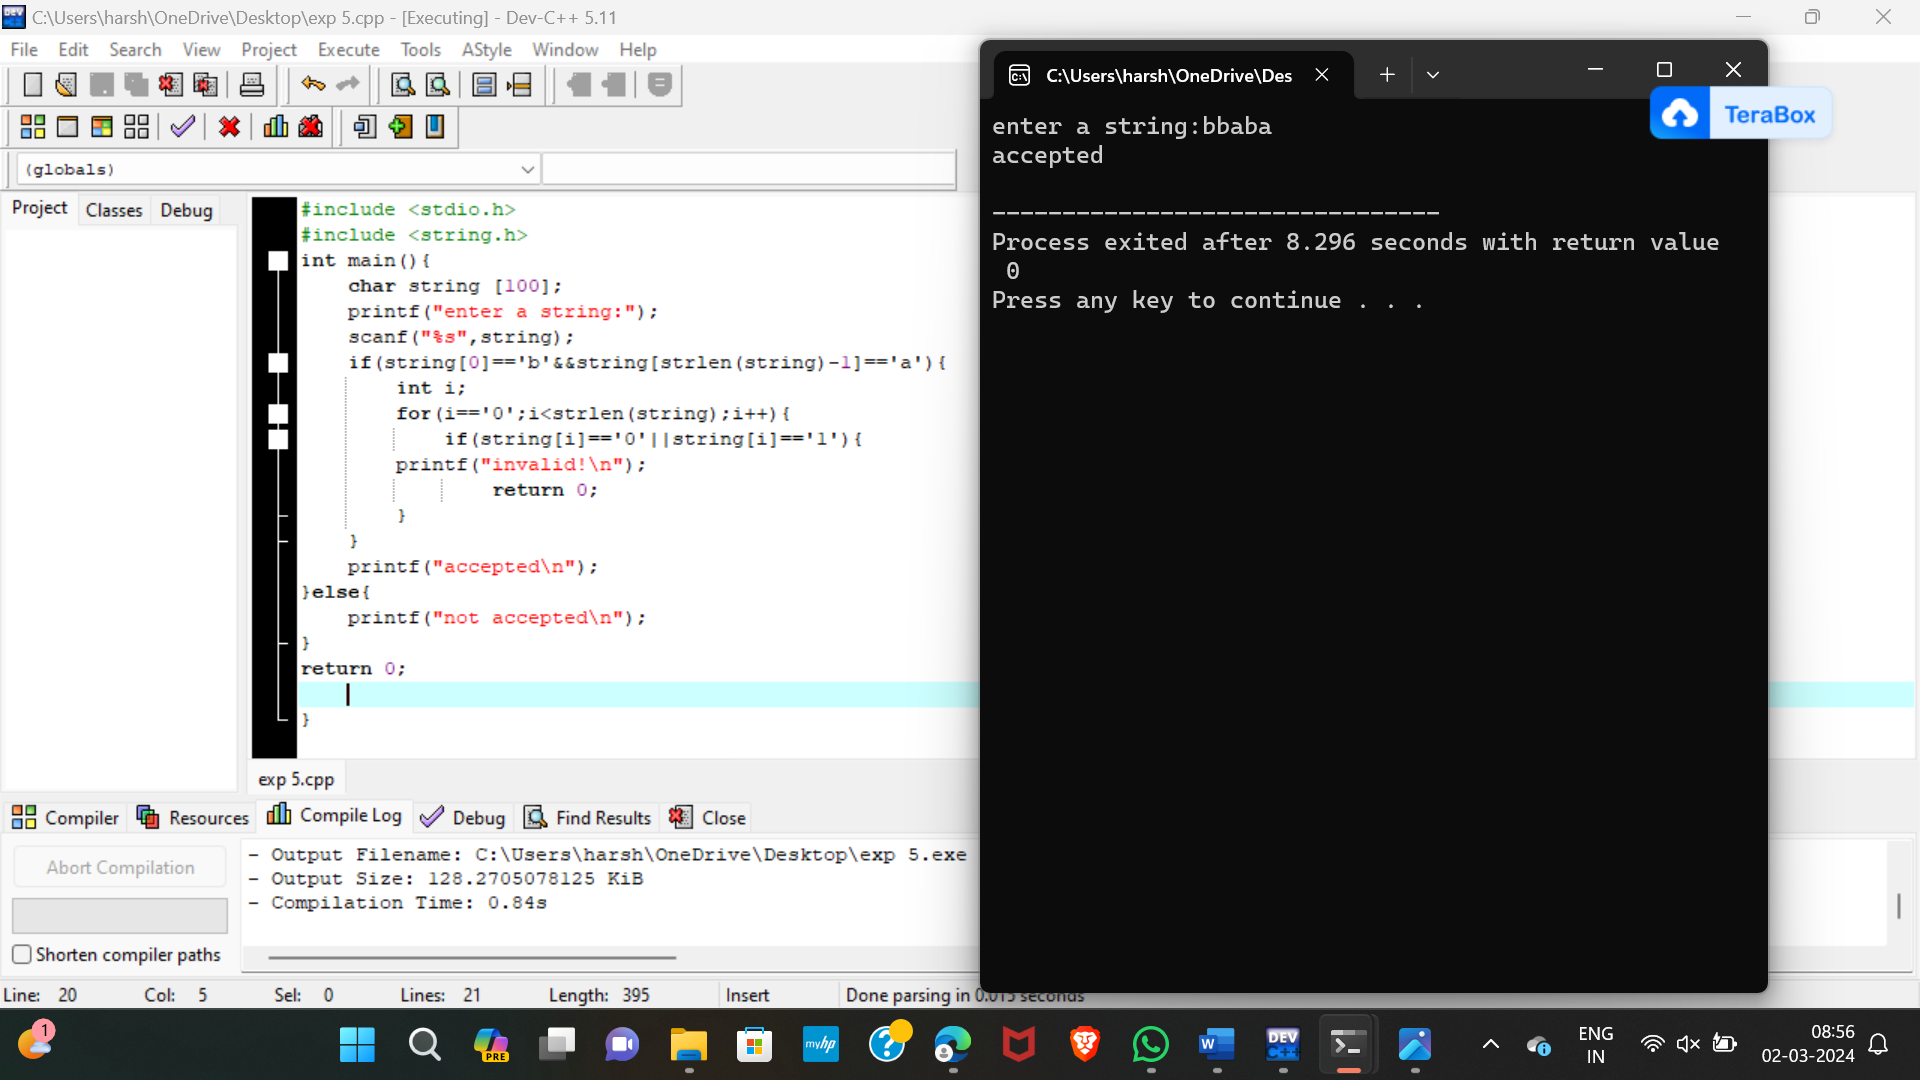 C:\Users\harsh\OneDrive\Desktop\exp 5.cpp - [Executing] - Dev-C++ 5.11
File Edit Search View Project Execute Tools AStyle Window Help
(globals)
Project Classes Debug
#include <stdio.h>
#include <string.h>
int main(){
char string [100];
printf("enter a string:");
scanf("%s",string);
if(string[0]=='b'&&string[strlen(string)-1]=='a'){
int i;
for(i=='0';i<strlen(string);i++){
if(string[i]=='0'||string[i]=='1'){
printf("invalid!\n");
return 0;
}
}
printf("accepted\n");
}else{
printf("not accepted\n");
}
return 0;
}
exp 5.cpp
Compiler Resources Compile Log Debug Find Results Close
Abort Compilation
Shorten compiler paths
- Output Filename: C:\Users\harsh\OneDrive\Desktop\exp 5.exe
- Output Size: 128.2705078125 KiB
- Compilation Time: 0.84s
Line: 20 Col: 5 Sel: 0 Lines: 21 Length: 395 Insert Done parsing in 0.015 seconds
C:\Users\harsh\OneDrive\Des
TeraBox
enter a string:bbaba
accepted
--------------------------------
Process exited after 8.296 seconds with return value
0
Press any key to continue . . .
1
PRE
myhp
W
DEV
C++
ENG
IN
08:56
02-03-2024